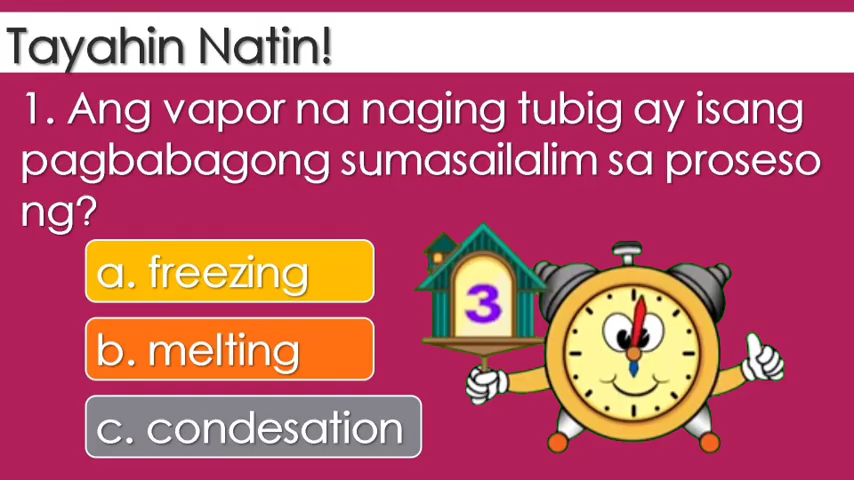 Tayahin Natin!
1. Ang vapor na naging tubig ay isang
pagbabagong sumasailalim sa proseso
ng?
a. freezing
b. melting
c. condesation
3